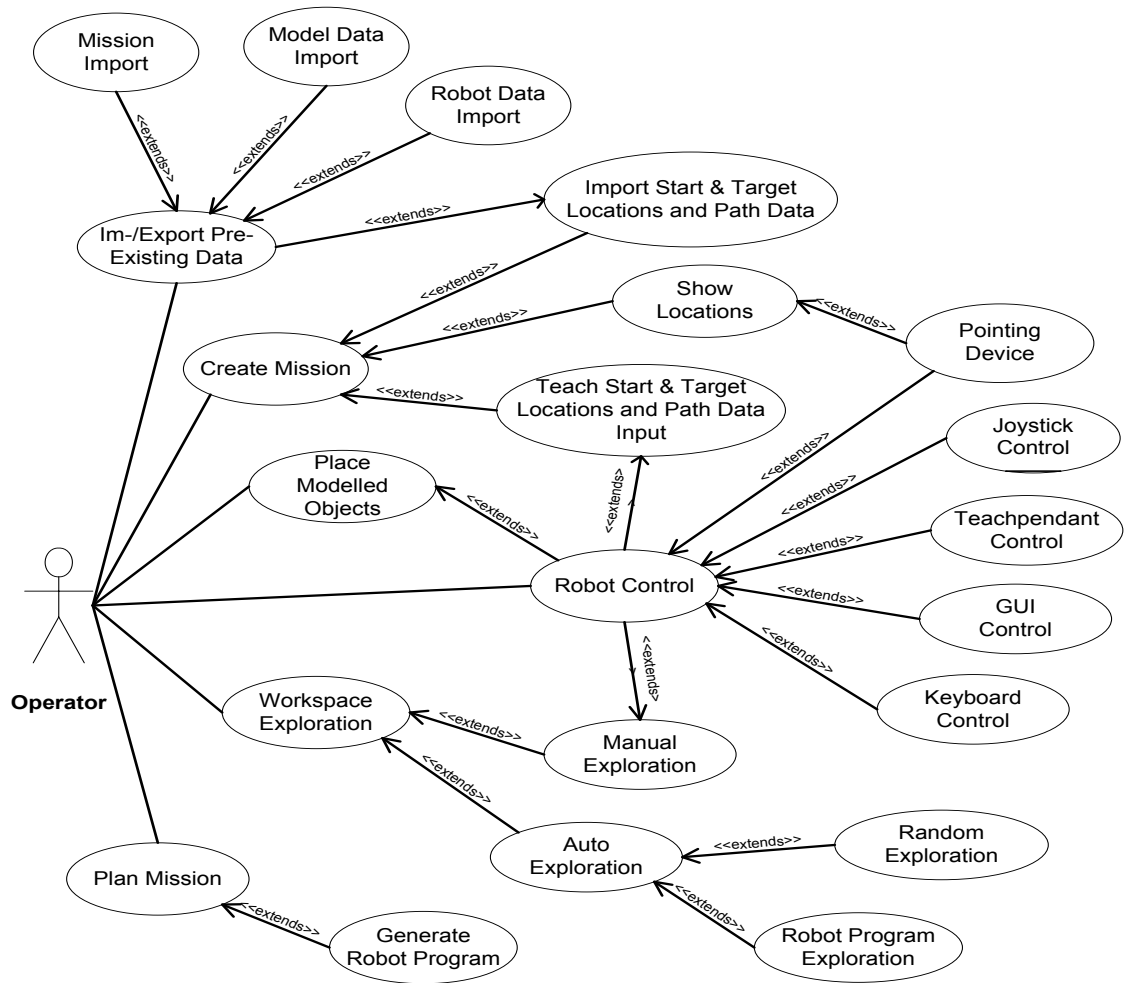 Mission
Import
Model Data
Import
Robot Data
Import
<<extends>>
<<extends>>
<<extends>>
Im-/Export Pre-
Existing Data
<<extends>>
Import Start & Target
Locations and Path Data
<<extends>>
Show
Locations
<<extends>>
<<extends>>
Pointing
Device
Create Mission
<<extends>>
Teach Start & Target
Locations and Path Data
Input
<<extends>>
Joystick
Control
Place
Modelled
Objects
<<extends>>
<<extends>
<<extends>>
Teachpendant
Control
<<extends>>
Robot Control
<<extends>>
GUI
Control
<<extends>>
Keyboard
Control
<<extends>
Operator
Workspace
Exploration
<<extends>>
Manual
Exploration
<<extends>>
Auto
Exploration
<<extends>>
Random
Exploration
<<extends>>
Robot Program
Exploration
Plan Mission
<<extends>>
Generate
Robot Program